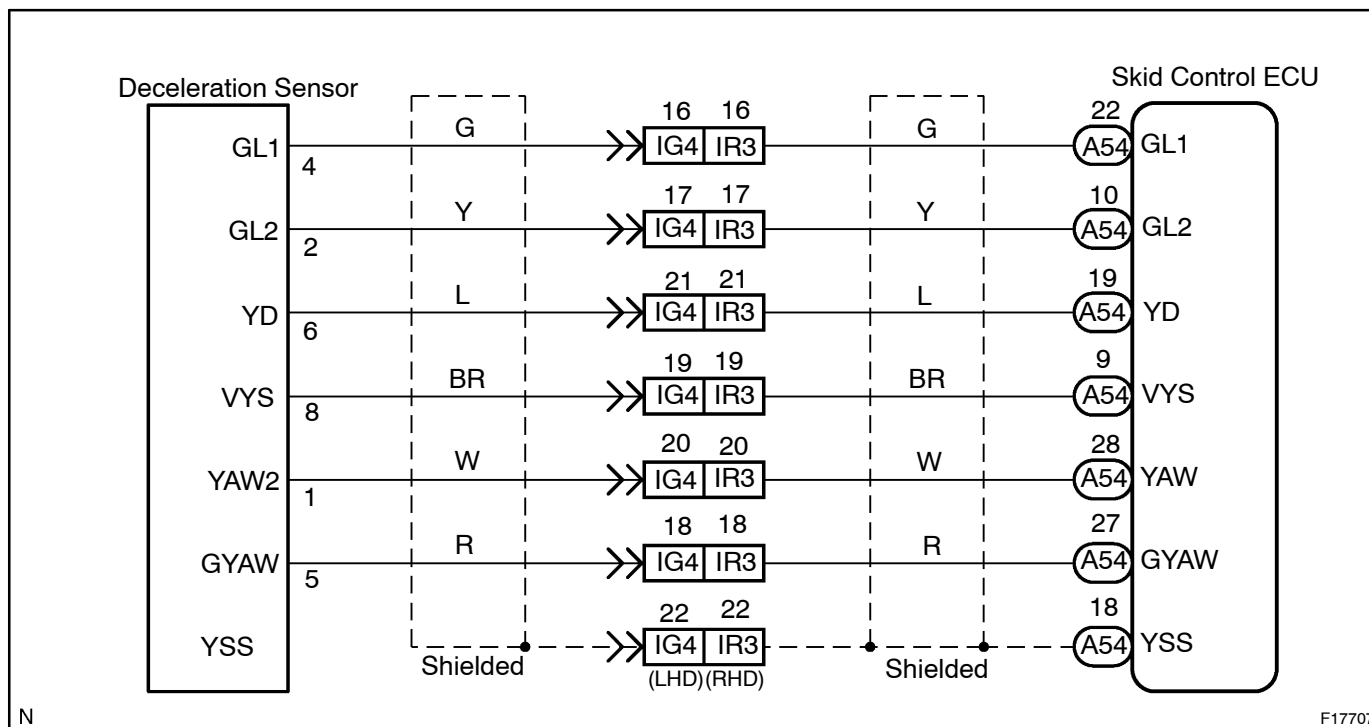 Deceleration Sensor Skid Control ECU
16 16 22
G G
GL1 4 IG4 IR3 A54 GL1
17 17 10
Y Y
GL2 2 IG4 IR3 A54 GL2
21 21 19
L L
YD 6 IG4 IR3 A54 YD
19 19 9
BR BR
VYS 8 IG4 IR3 A54 VYS
20 20 28
W W
YAW2 1 IG4 IR3 A54 YAW
18 18 27
R R
GYAW 5 IG4 IR3 A54 GYAW
22 22 18
YSS IG4 IR3 A54 YSS
Shielded Shielded
(LHD) (RHD)
N F17707